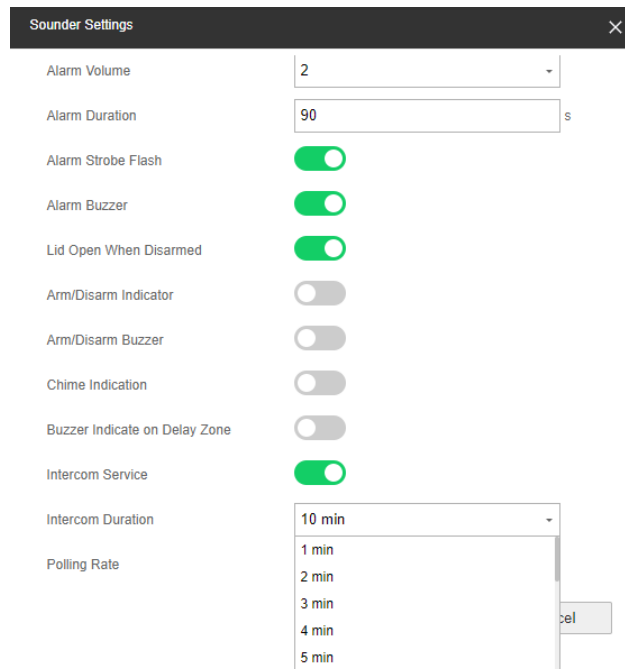 Sounder Settings
Alarm Volume 2
Alarm Duration 90 s
Alarm Strobe Flash
Alarm Buzzer
Lid Open When Disarmed
Arm/Disarm Indicator
Arm/Disarm Buzzer
Chime Indication
Buzzer Indicate on Delay Zone
Intercom Service
Intercom Duration 10 min
1 min
Polling Rate
2 min
3 min
4 min
5 min